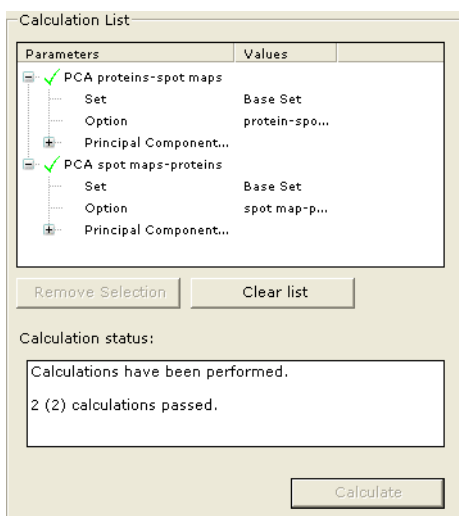 Calculation List
Parameters Values
PCA proteins-spot maps
Set Base Set
Option protein-spo...
Principal Component...
PCA spot maps-proteins
Set Base Set
Option spot map-p...
Principal Component...
Remove Selection Clear list
Calculation status:
Calculations have been performed.
2 (2) calculations passed.
Calculate